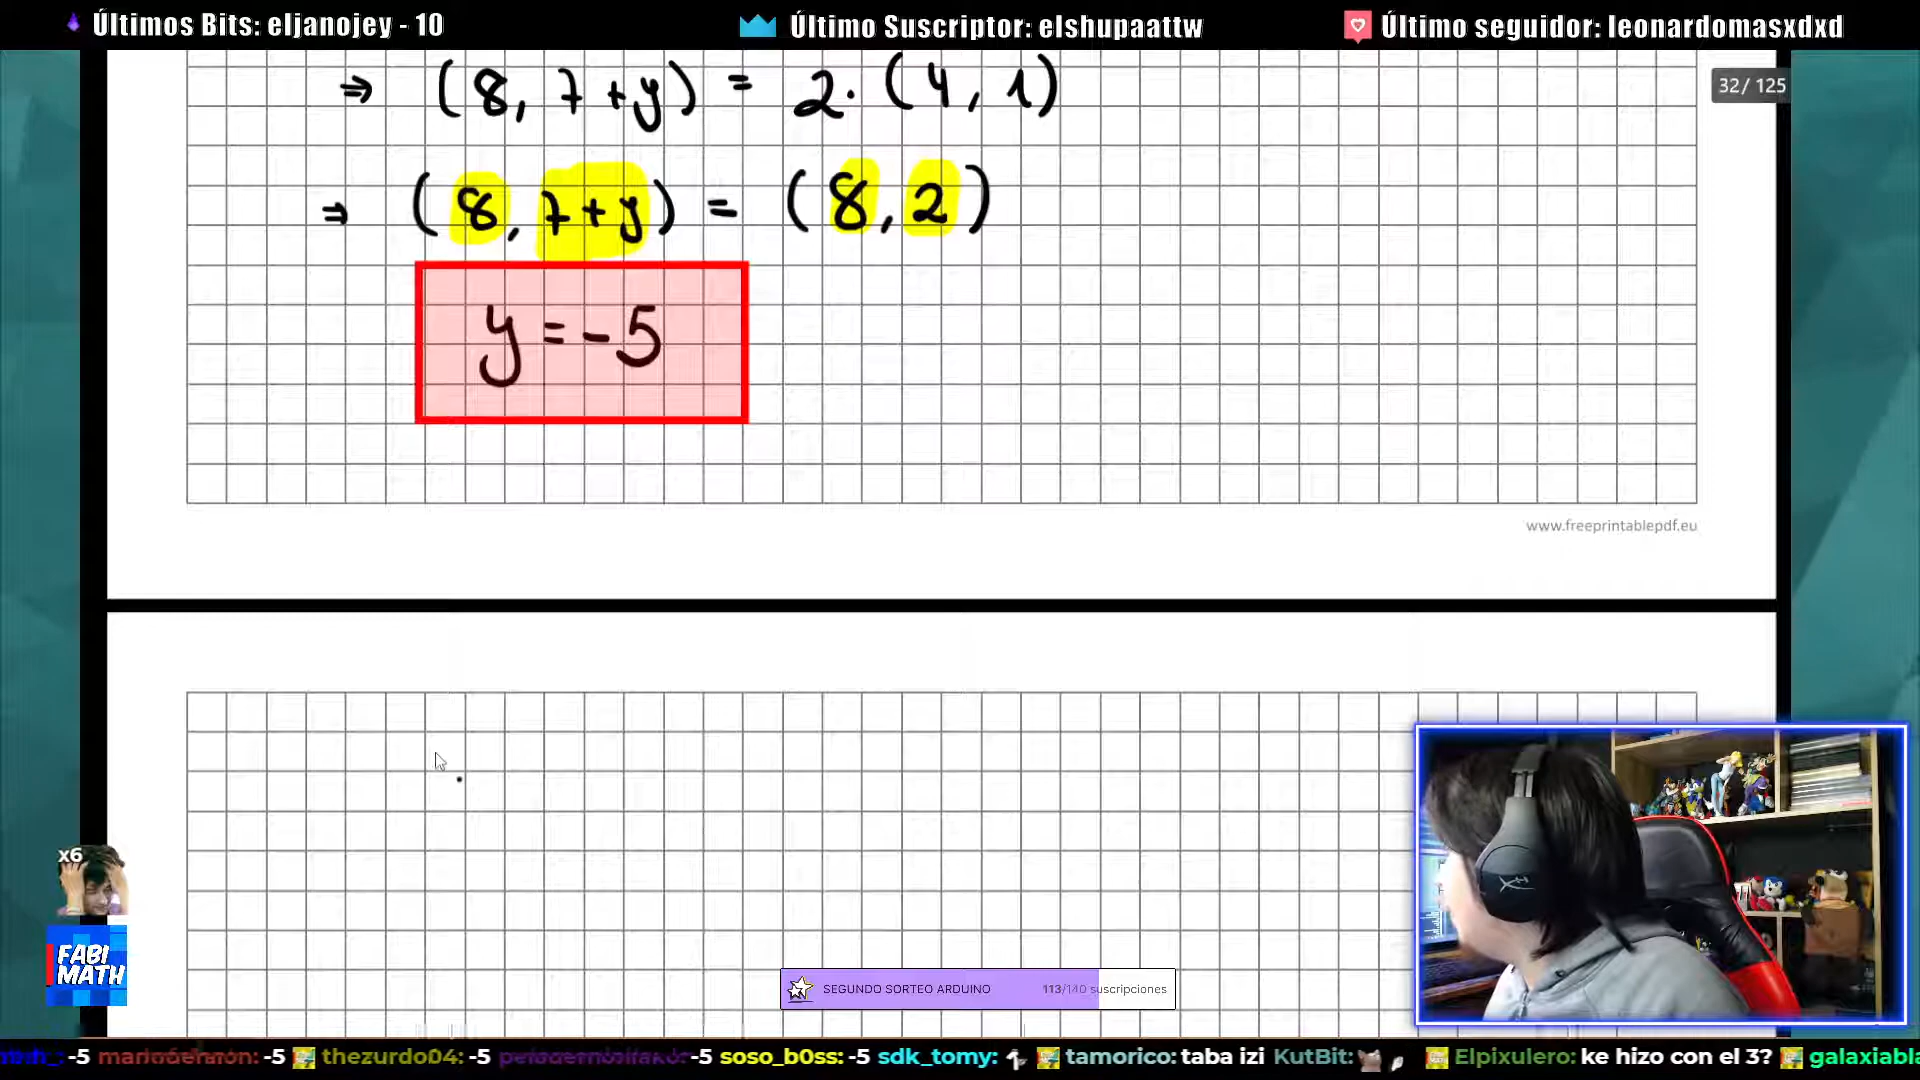 Últimos Bits: eljanojey - 10
Último Suscriptor: elshupaattw
Último seguidor: leonardomasxdxd
32/ 125
⇒ (8, 7+y) = 2·(4, 1)
⇒ (8, 7+y) = (8, 2)
y = -5
www.freeprintablepdf.eu
x6
FABI
MATH
SEGUNDO SORTEO ARDUINO 113/140 suscripciones
-5 -5 thezurdo04: -5 -5 soso_b0ss: -5 sdk_tomy: tamorico: taba izi KutBit: Elpixulero: ke hizo con el 3? galaxiabla